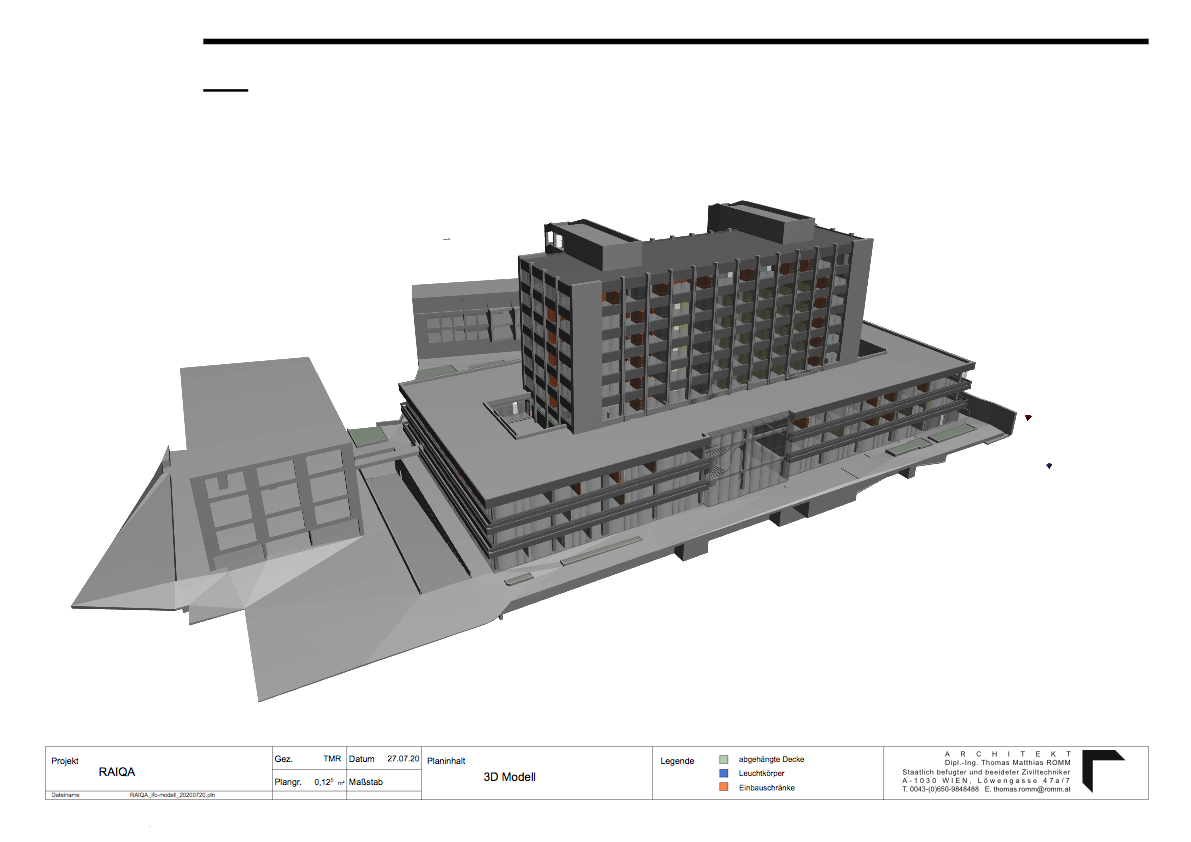 Projekt
RAIQA
Dateiname RAIQA_ifc-modell_20200720.pln
Gez. TMR Datum 27.07.20
Plangr. 0,12⁵ m² Maßstab
Planinhalt
3D Modell
Legende
abgehängte Decke
Leuchtkörper
Einbauschränke
ARCHITEKT
Dipl.-Ing. Thomas Matthias ROMM
Staatlich befugter und beeideter Ziviltechniker
A-1030 WIEN, Löwengasse 47a/7
T. 0043-(0)650-9848488 E. thomas.romm@romm.at